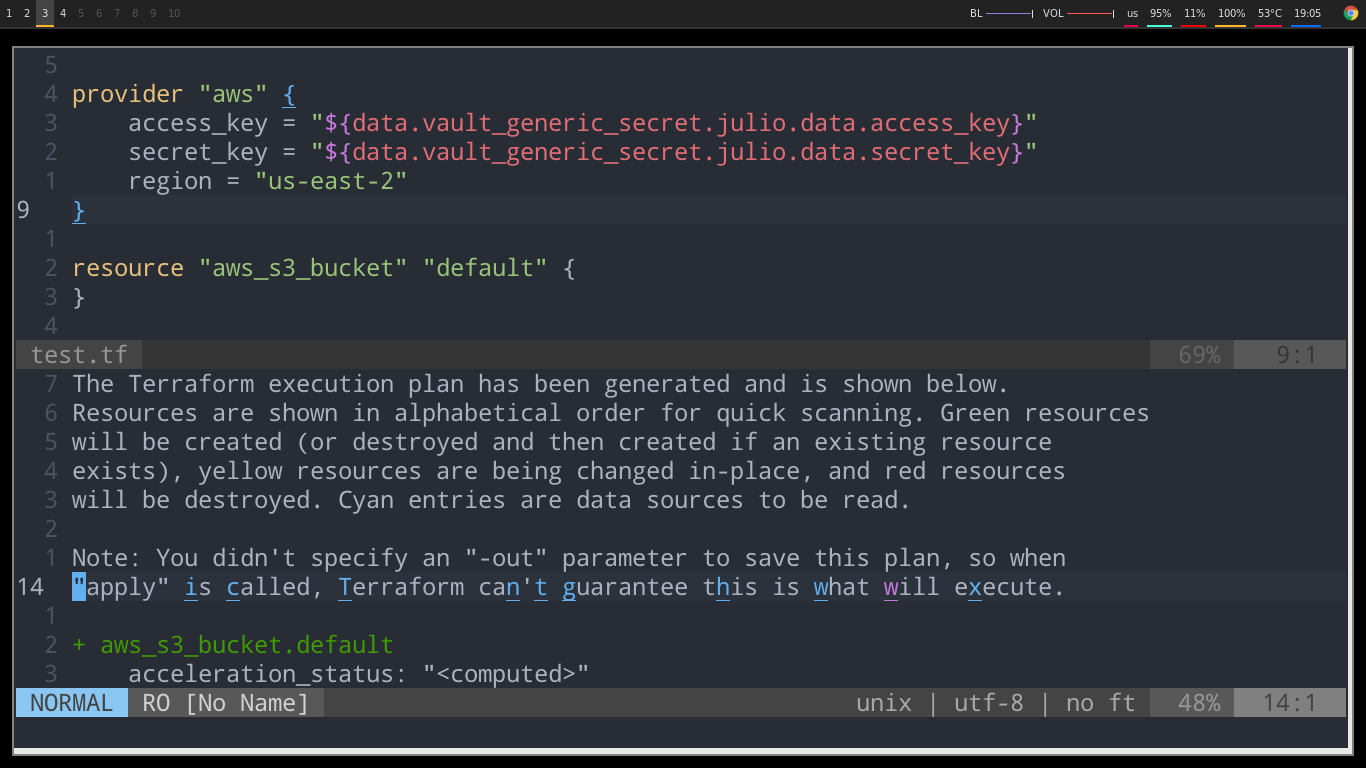 1 2 3 4 5 6 7 8 9 10 BL VOL us 95% 11% 100% 53°C 19:05
5
4 provider "aws" {
3     access_key = "${data.vault_generic_secret.julio.data.access_key}"
2     secret_key = "${data.vault_generic_secret.julio.data.secret_key}"
1     region = "us-east-2"
9 }
1
2 resource "aws_s3_bucket" "default" {
3 }
4
test.tf 69% 9:1
7 The Terraform execution plan has been generated and is shown below.
6 Resources are shown in alphabetical order for quick scanning. Green resources
5 will be created (or destroyed and then created if an existing resource
4 exists), yellow resources are being changed in-place, and red resources
3 will be destroyed. Cyan entries are data sources to be read.
2
1 Note: You didn't specify an "-out" parameter to save this plan, so when
14 "apply" is called, Terraform can't guarantee this is what will execute.
1
2 + aws_s3_bucket.default
3     acceleration_status: "<computed>"
NORMAL RO [No Name] unix | utf-8 | no ft 48% 14:1